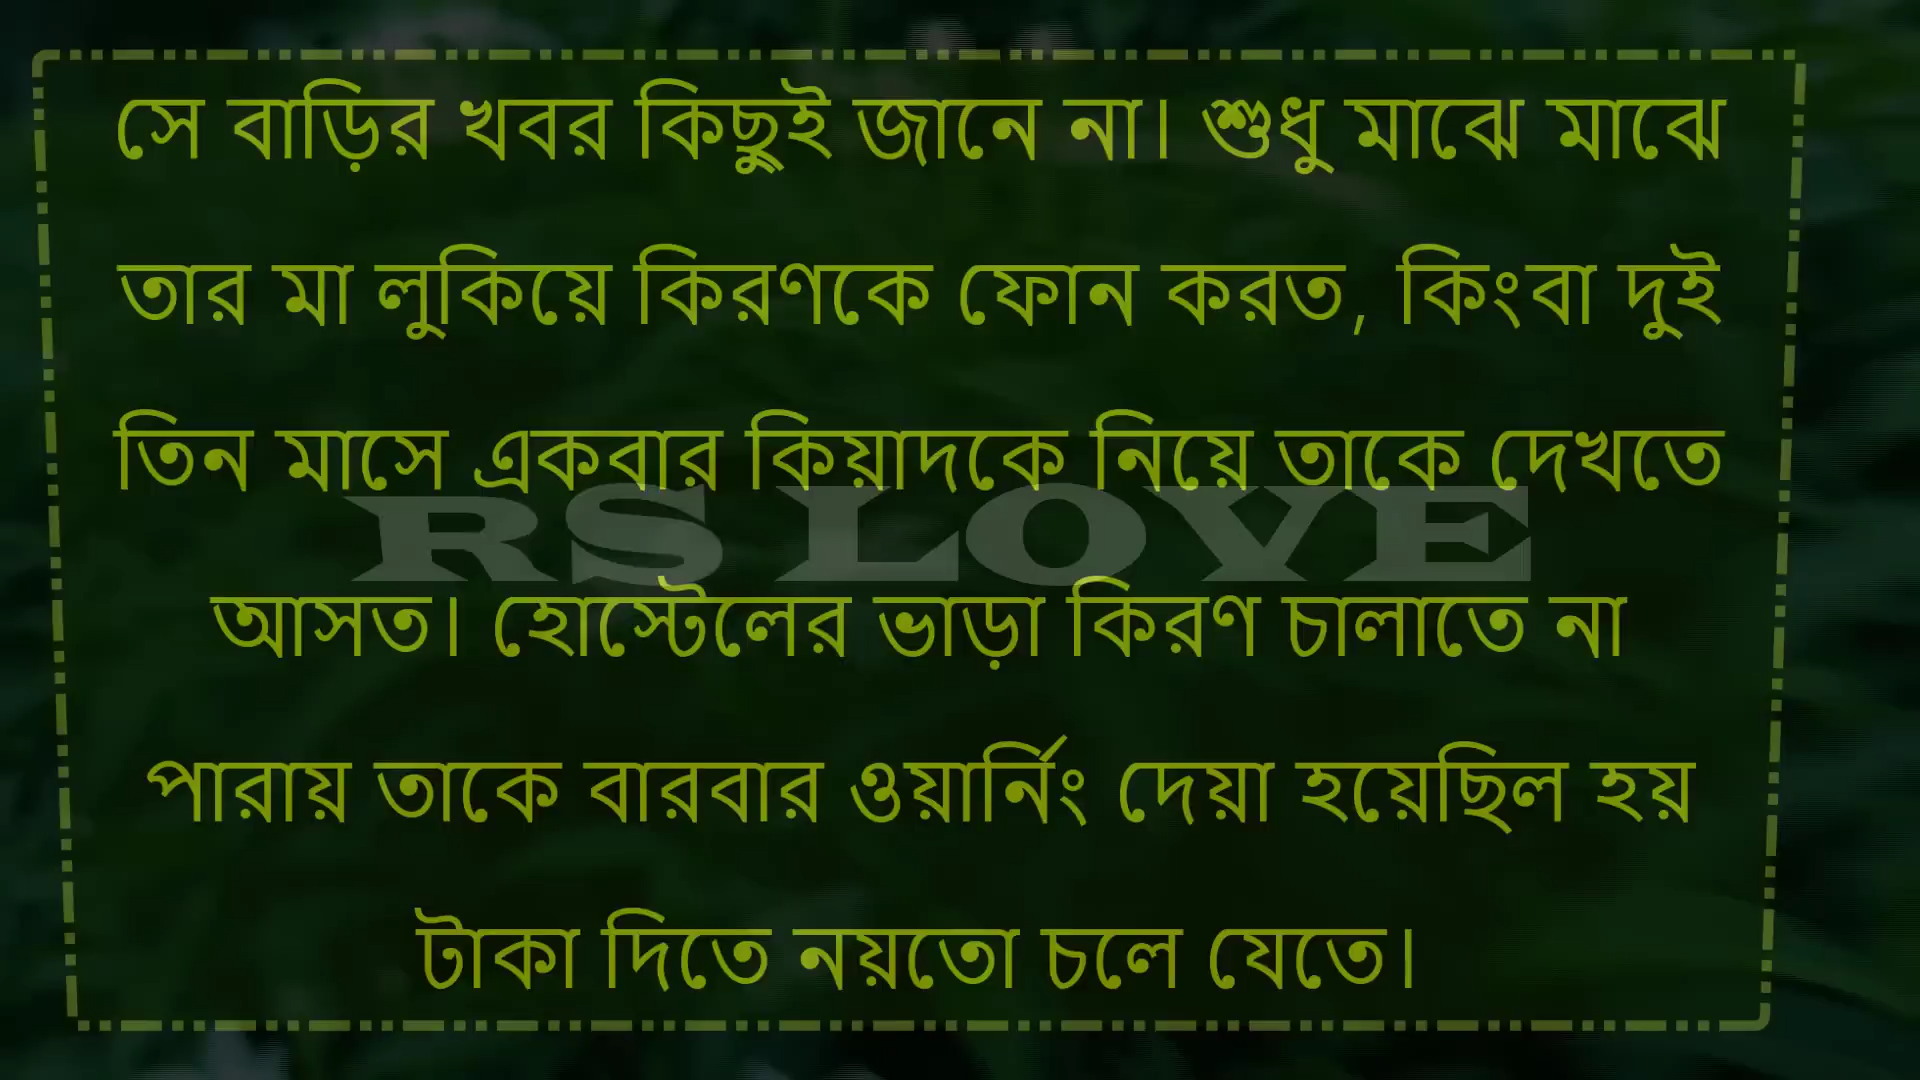 সে বাড়ির খবর কিছুই জানে না। শুধু মাঝে মাঝে
তার মা লুকিয়ে কিরণকে ফোন করত, কিংবা দুই
তিন মাসে একবার কিয়াদকে নিয়ে তাকে দেখতে
RS LOVE
আসত। হোস্টেলের ভাড়া কিরণ চালাতে না
পারায় তাকে বারবার ওয়ার্নিং দেয়া হয়েছিল হয়
টাকা দিতে নয়তো চলে যেতে।